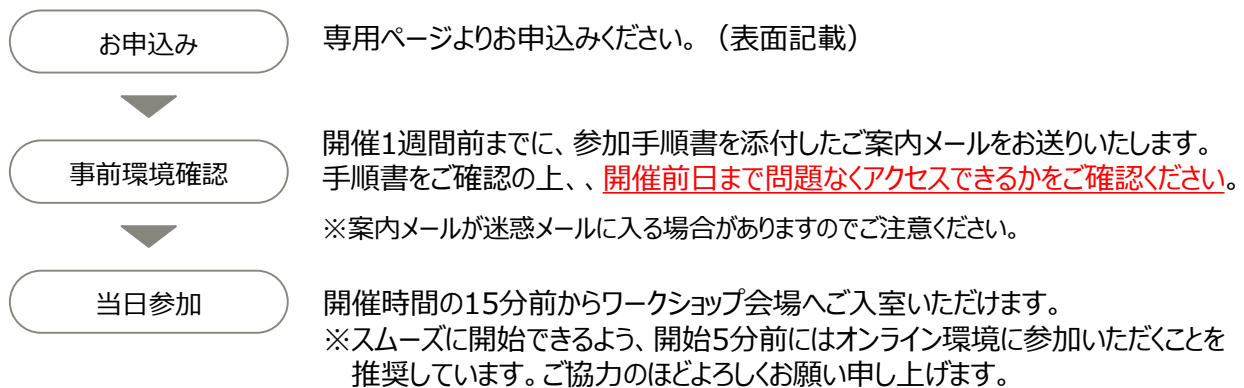 お申込み
専用ページよりお申込みください。（表面記載）
事前環境確認
開催1週間前までに、参加手順書を添付したご案内メールをお送りいたします。
手順書をご確認の上、、開催前日まで問題なくアクセスできるかをご確認ください。
※案内メールが迷惑メールに入る場合がありますのでご注意ください。
当日参加
開催時間の15分前からワークショップ会場へご入室いただけます。
※スムーズに開始できるよう、開始5分前にはオンライン環境に参加いただくことを
推奨しています。ご協力のほどよろしくお願い申し上げます。